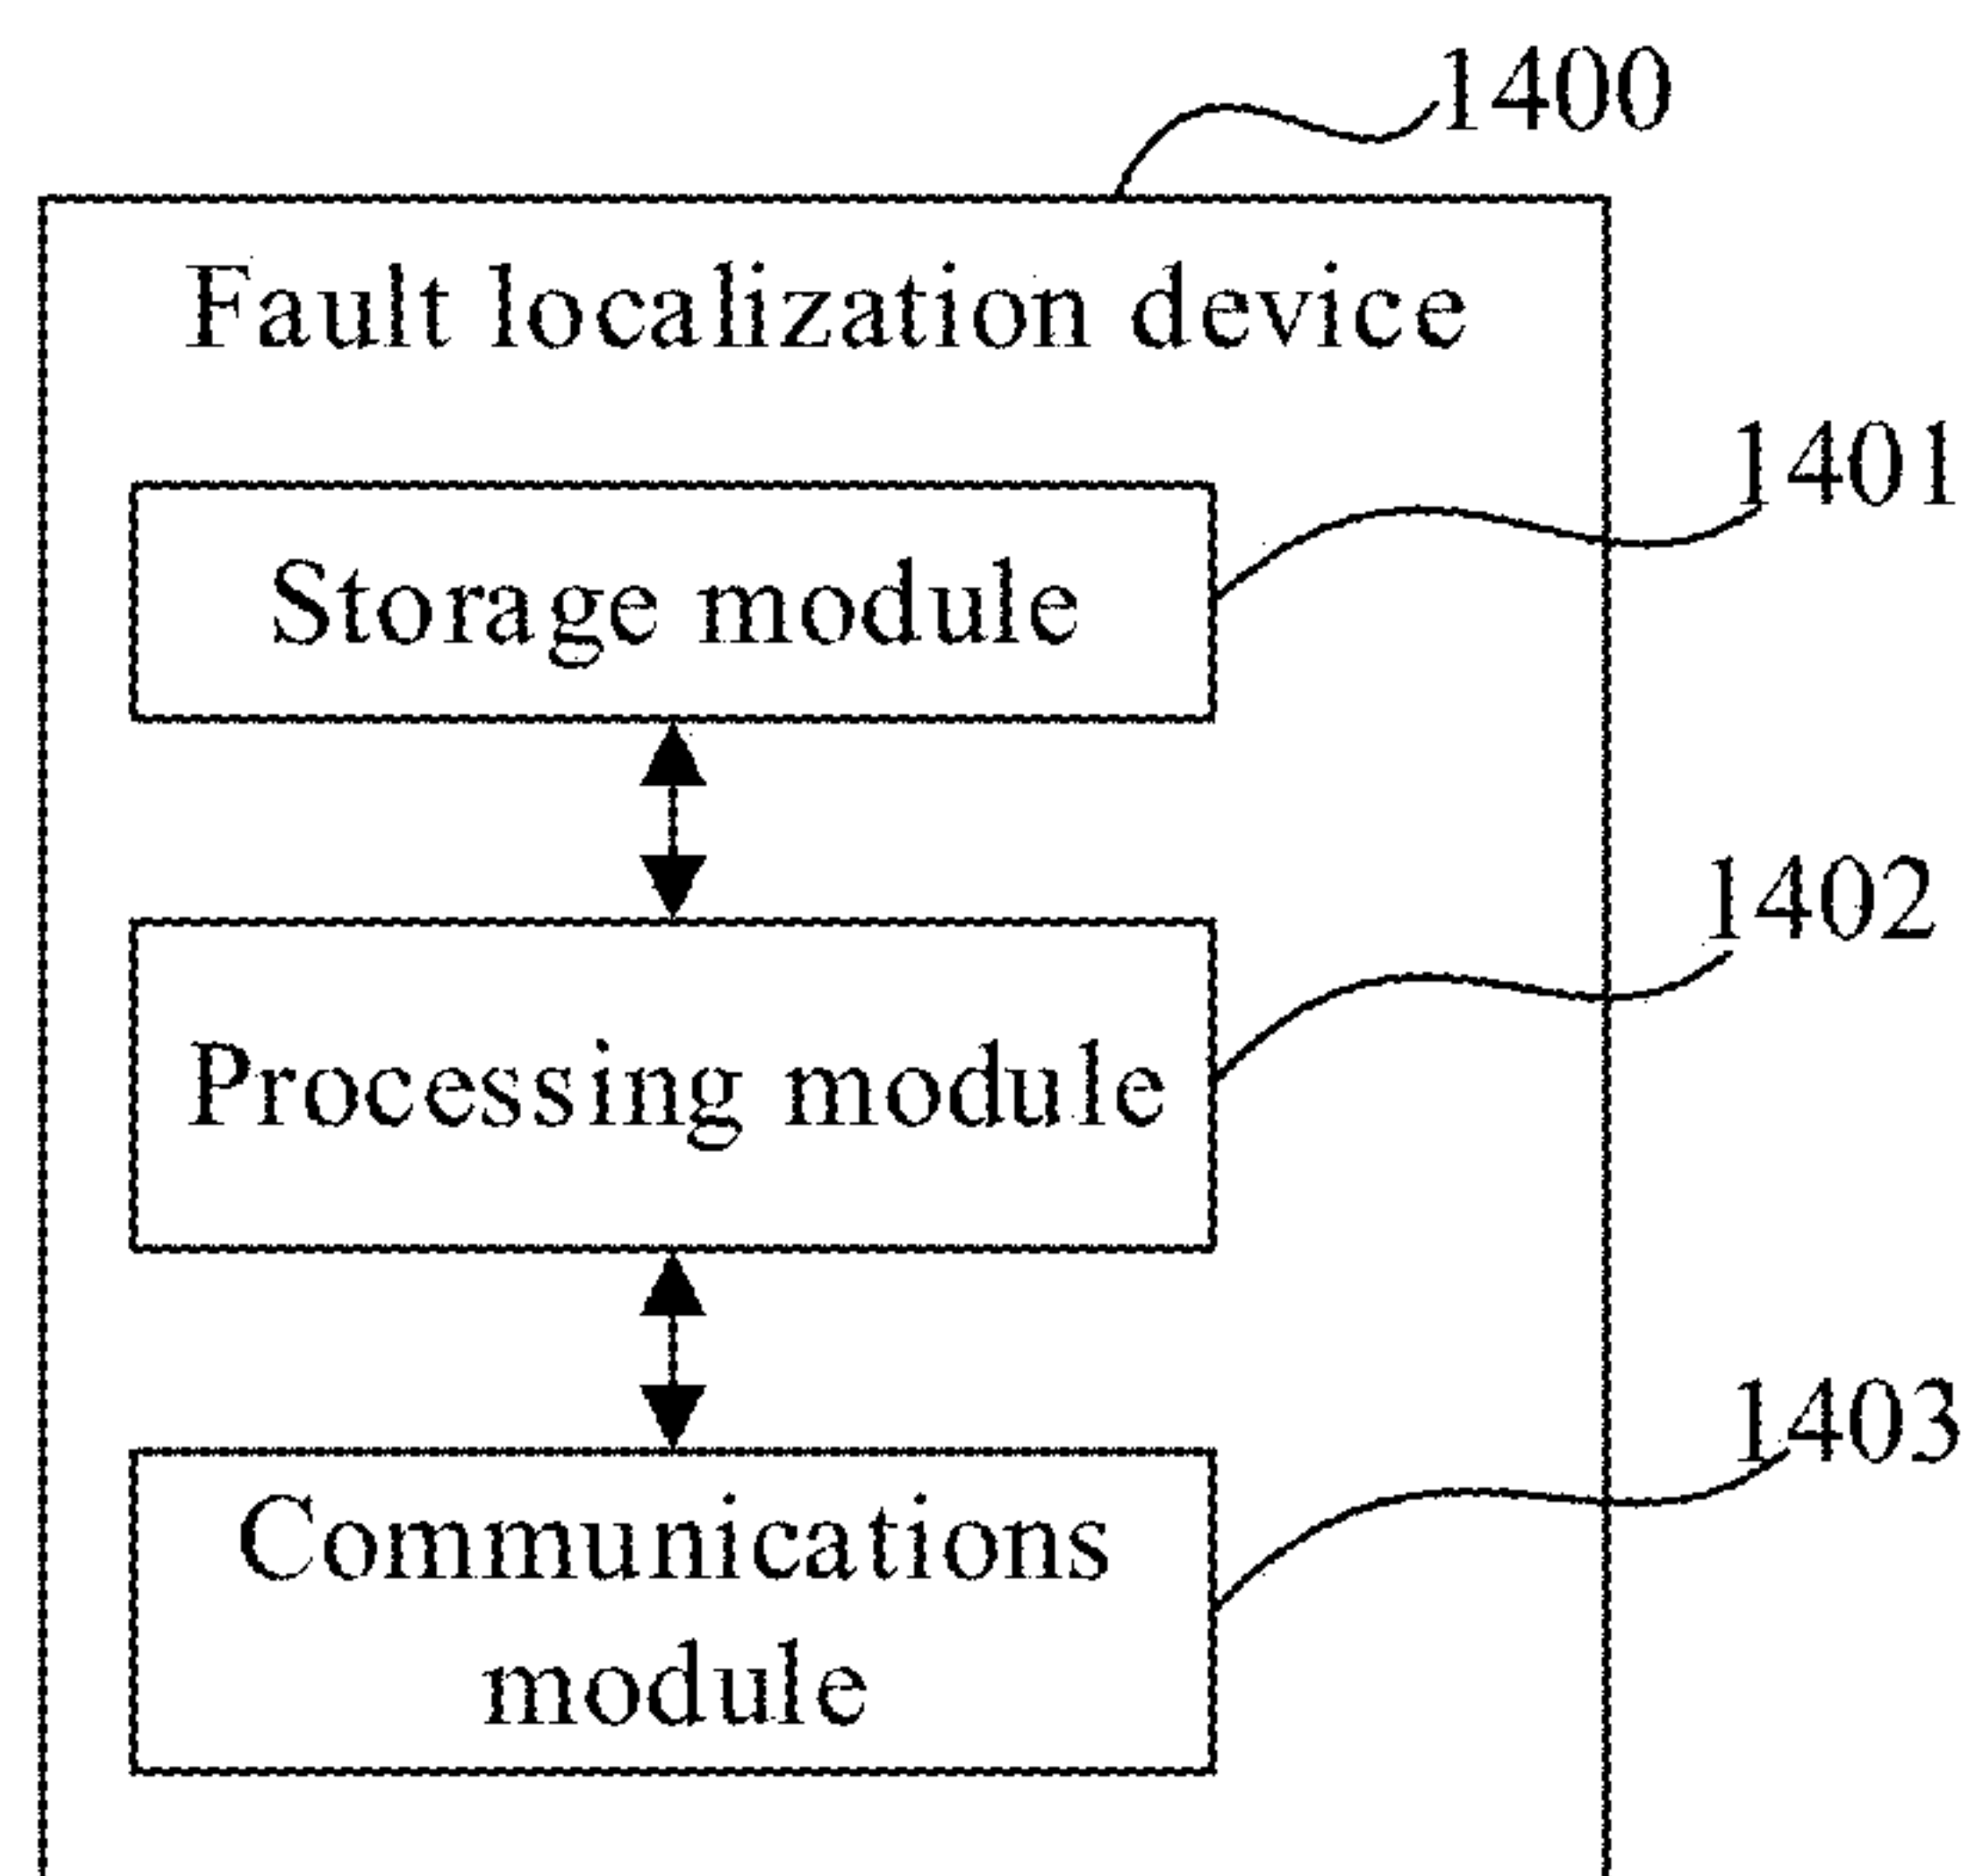 1400
Fault localization device
1401
Storage module
1402
Processing module
1403
Communications
module